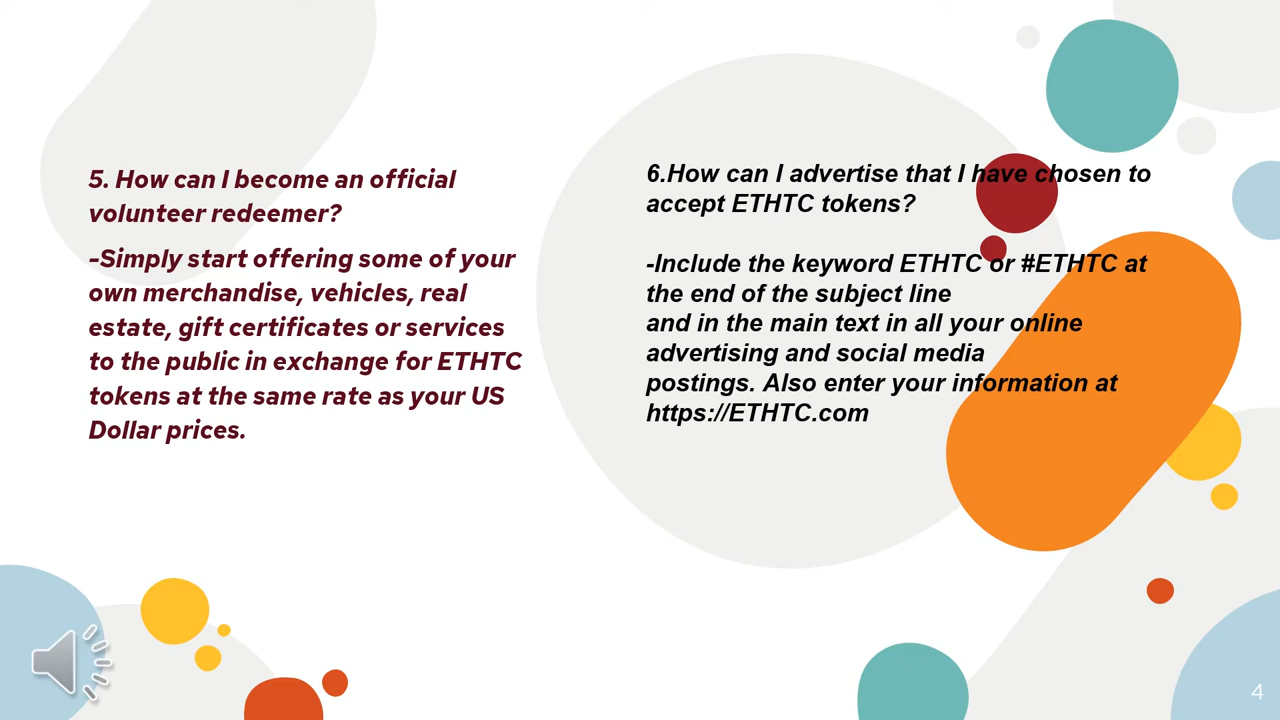 5. How can I become an official
volunteer redeemer?
-Simply start offering some of your
own merchandise, vehicles, real
estate, gift certificates or services
to the public in exchange for ETHTC
tokens at the same rate as your US
Dollar prices.
6.How can I advertise that I have chosen to
accept ETHTC tokens?
-Include the keyword ETHTC or #ETHTC at
the end of the subject line
and in the main text in all your online
advertising and social media
postings. Also enter your information at
https://ETHTC.com
4